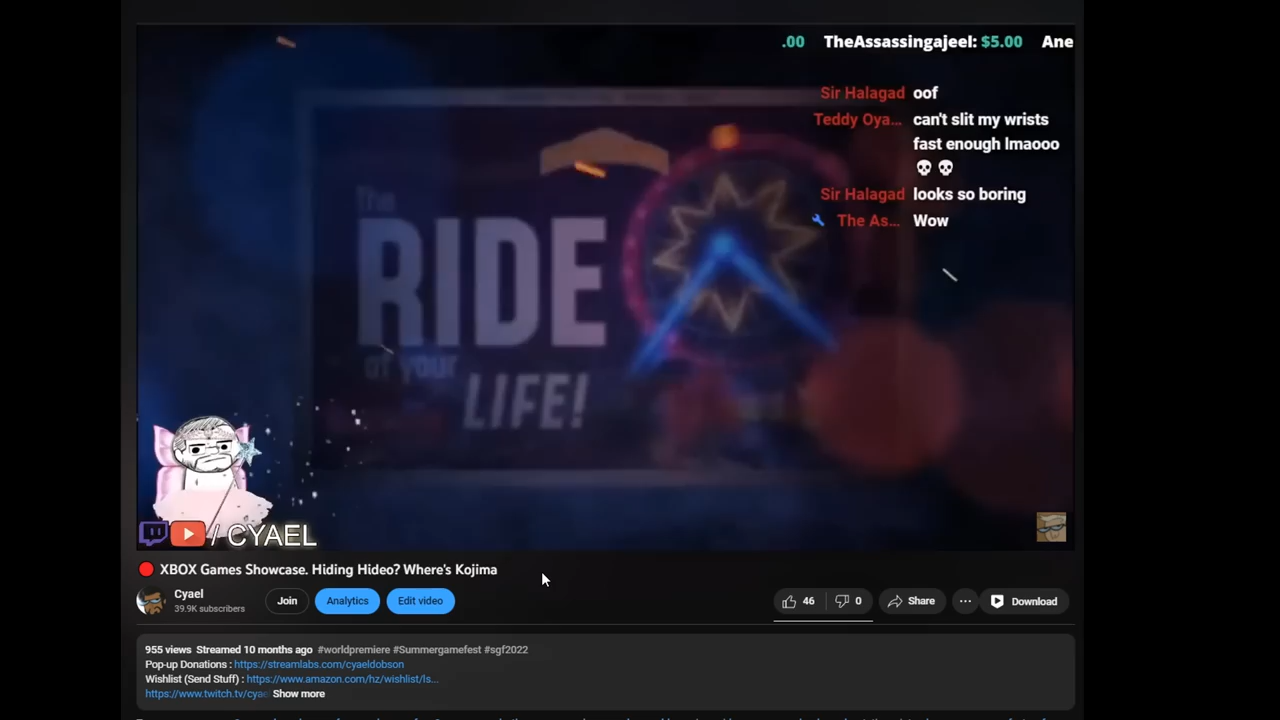 .00 TheAssassingajeel: $5.00 Ane
Sir Halagad oof
Teddy Oya... can't slit my wrists
fast enough lmaooo
💀💀
Sir Halagad looks so boring
The As... Wow
The
RIDE
of your
LIFE!
/ CYAEL
🔴 XBOX Games Showcase. Hiding Hideo? Where's Kojima
Cyael
39.9K subscribers
Join
Analytics
Edit video
46
0
Share
...
Download
955 views Streamed 10 months ago #worldpremiere #Summergamefest #sgf2022
Pop-up Donations : https://streamlabs.com/cyaeldobson
Wishlist (Send Stuff) : https://www.amazon.com/hz/wishlist/ls...
https://www.twitch.tv/cyae Show more